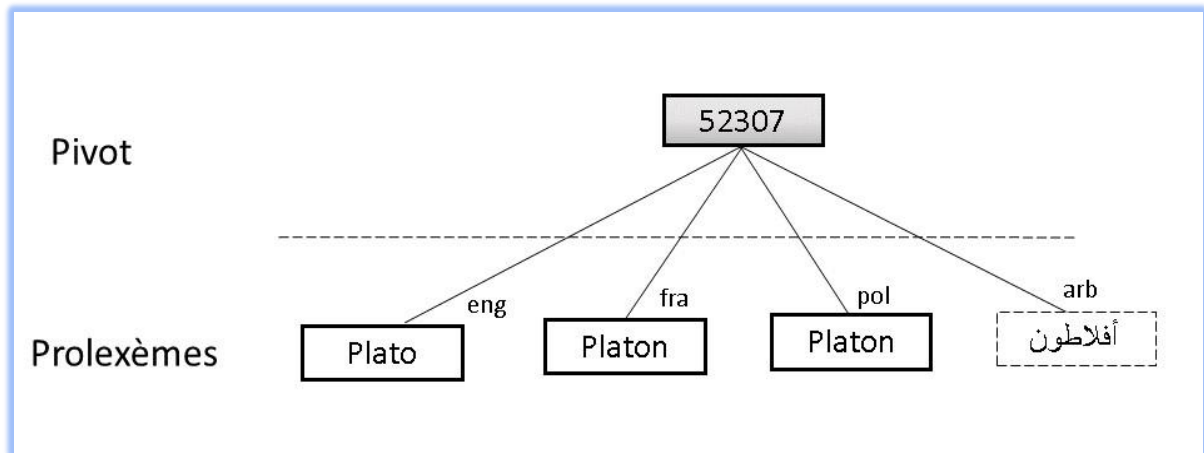 52307
Pivot
eng
fra
pol
arb
Prolexèmes
Plato
Platon
Platon
أفلاطون